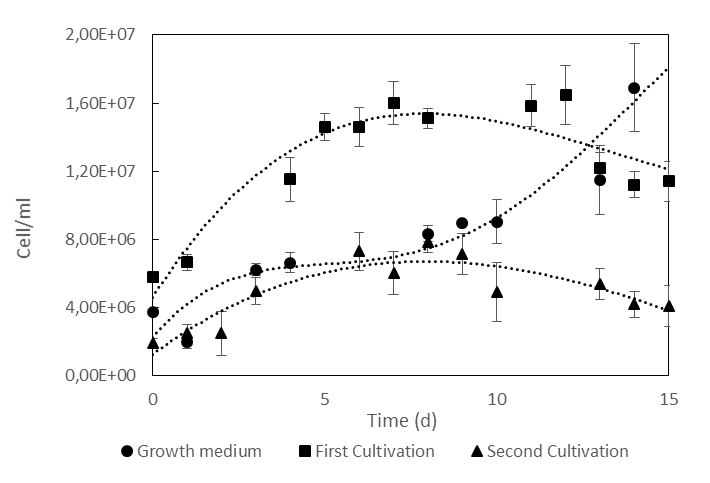 2,00E+07
1,60E+07
1,20E+07
8,00E+06
4,00E+06
0,00E+00
Cell/ml
0 5 10 15
Time (d)
Growth medium First Cultivation Second Cultivation